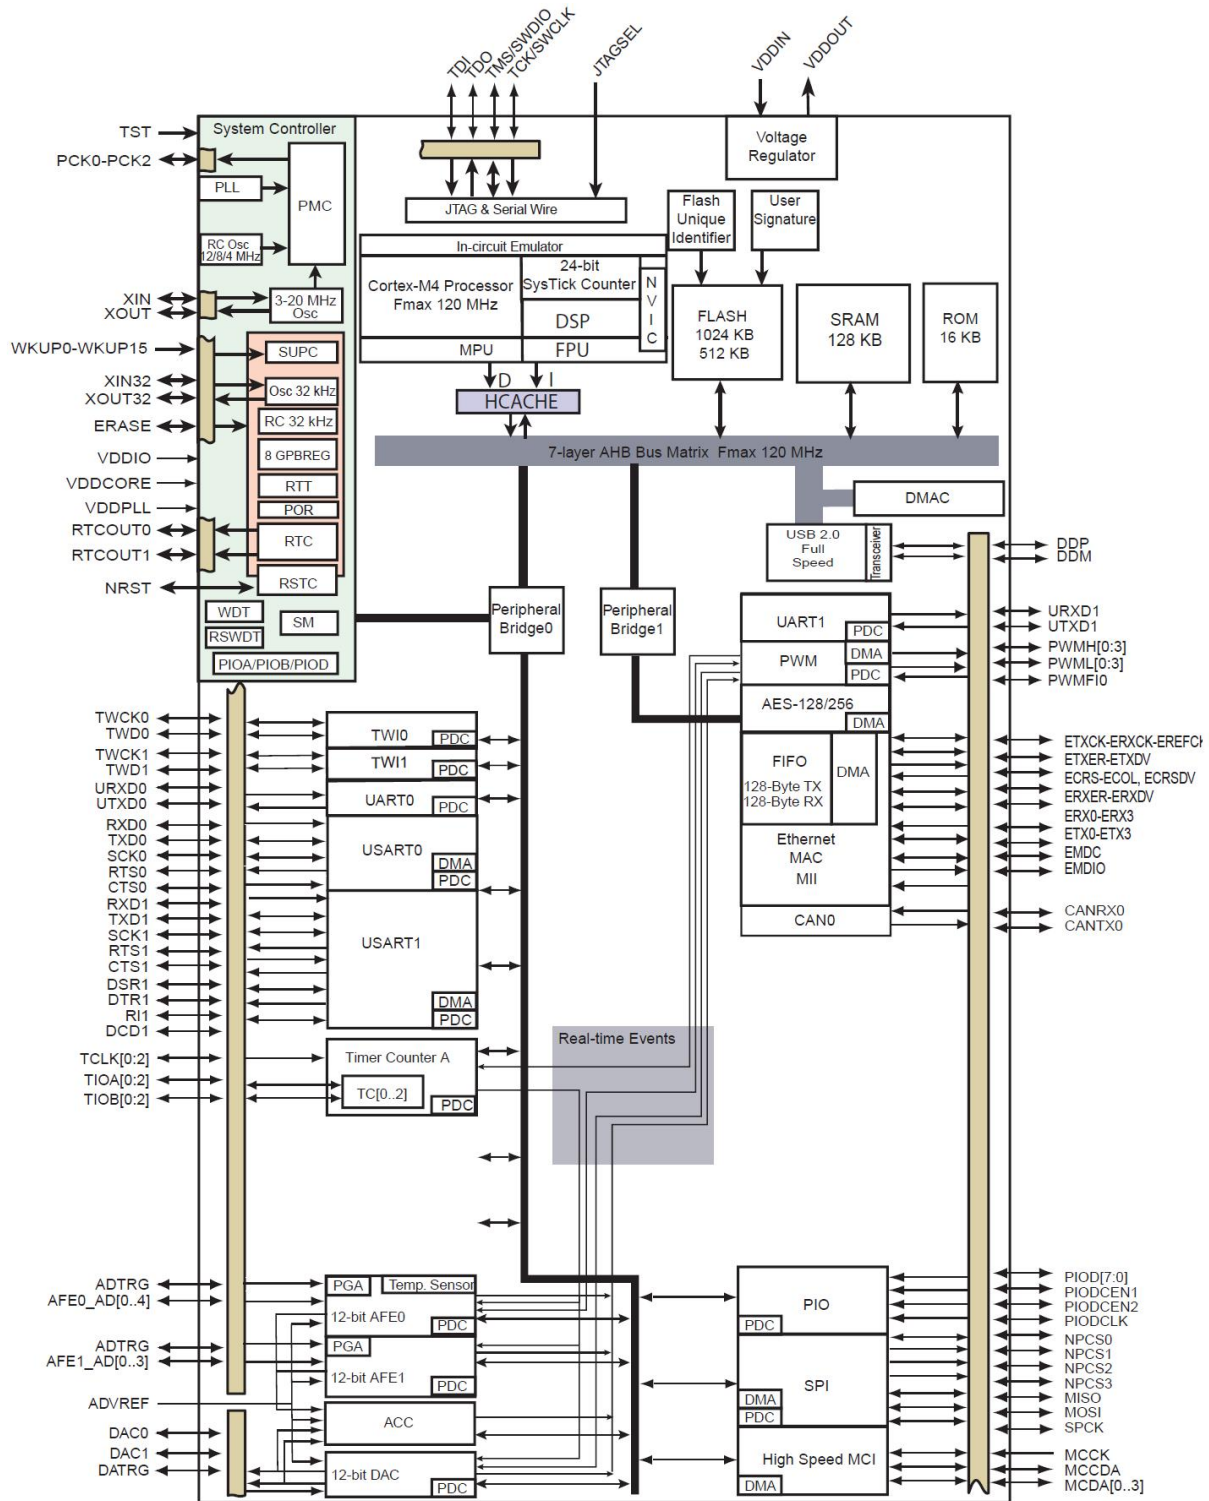 TDI
TDO
TMS/SWDIO
TCK/SWCLK
JTAGSEL
VDDIN
VDDOUT
System Controller
TST
PCK0-PCK2
PLL
PMC
RC Osc
12/8/4 MHz
XIN
XOUT
3-20 MHz
Osc
WKUP0-WKUP15
SUPC
XIN32
XOUT32
Osc 32 kHz
ERASE
RC 32 kHz
VDDIO
8 GPBREG
VDDCORE
RTT
VDDPLL
POR
RTCOUT0
RTCOUT1
RTC
NRST
RSTC
WDT
SM
RSWDT
PIOA/PIOB/PIOD
Voltage
Regulator
JTAG & Serial Wire
Flash
Unique
Identifier
User
Signature
In-circuit Emulator
Cortex-M4 Processor
Fmax 120 MHz
24-bit
SysTick Counter
N
V
I
C
DSP
MPU
FPU
FLASH
1024 KB
512 KB
SRAM
128 KB
ROM
16 KB
D
I
HCACHE
7-layer AHB Bus Matrix Fmax 120 MHz
DMAC
USB 2.0
Full
Speed
Transceiver
DDP
DDM
Peripheral
Bridge0
Peripheral
Bridge1
UART1
PDC
URXD1
UTXD1
PWM
DMA
PDC
PWMH[0:3]
PWML[0:3]
PWMFI0
AES-128/256
DMA
FIFO
128-Byte TX
128-Byte RX
DMA
Ethernet
MAC
MII
ETXCK-ERXCK-EREFCK
ETXER-ETXDV
ECRS-ECOL, ECRSDV
ERXER-ERXDV
ERX0-ERX3
ETX0-ETX3
EMDC
EMDIO
CAN0
CANRX0
CANTX0
TWCK0
TWD0
TWI0
PDC
TWCK1
TWD1
TWI1
PDC
URXD0
UTXD0
UART0
PDC
RXD0
TXD0
SCK0
RTS0
CTS0
USART0
DMA
PDC
RXD1
TXD1
SCK1
RTS1
CTS1
DSR1
DTR1
RI1
DCD1
USART1
DMA
PDC
TCLK[0:2]
TIOA[0:2]
TIOB[0:2]
Timer Counter A
TC[0..2]
PDC
Real-time Events
ADTRG
AFE0_AD[0..4]
PGA
Temp. Sensor
12-bit AFE0
PDC
ADTRG
AFE1_AD[0..3]
PGA
12-bit AFE1
PDC
ADVREF
ACC
DAC0
DAC1
DATRG
12-bit DAC
PDC
PIO
PDC
PIOD[7:0]
PIODCEN1
PIODCEN2
PIODCLK
SPI
DMA
PDC
NPCS0
NPCS1
NPCS2
NPCS3
MISO
MOSI
SPCK
High Speed MCI
DMA
MCCK
MCCDA
MCDA[0..3]